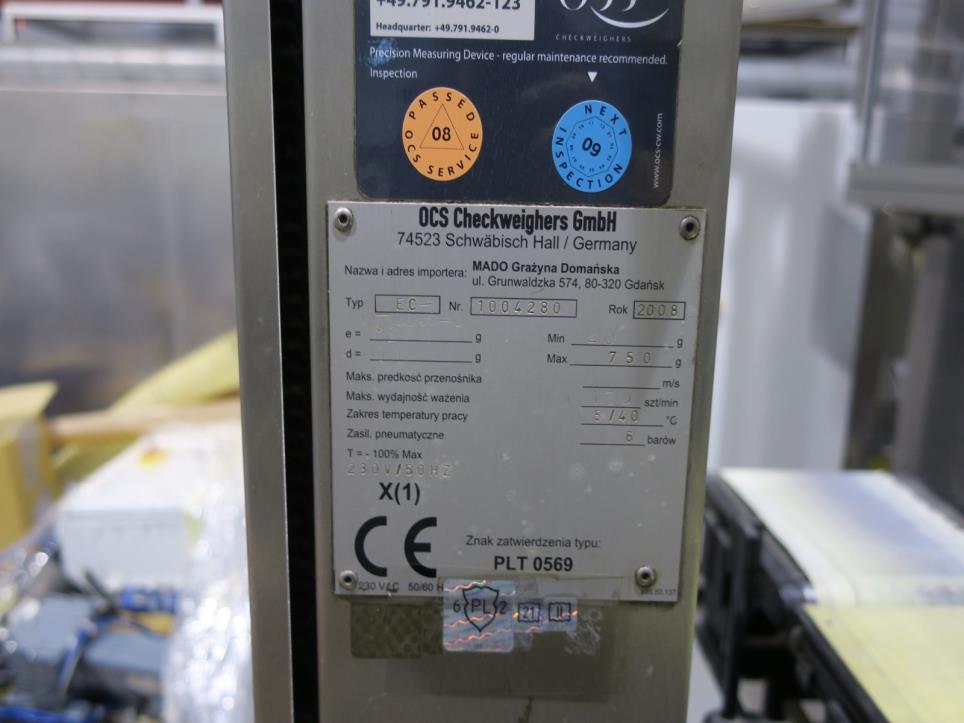 +49.791.9462-123
Headquarter: +49.791.9462-0
CHECKWEIGHERS
Precision Measuring Device - regular maintenance recommended.
Inspection
PASSED
08
OCS SERVICE
NEXT
09
INSPECTION
www.ocs-cw.com
OCS Checkweighers GmbH
74523 Schwäbisch Hall / Germany
Nazwa i adres importera: MADO Grażyna Domańska
ul. Grunwaldzka 574, 80-320 Gdańsk
Typ EC- Nr. 1004280 Rok 2008
e = g Min g
d = g Max 750 g
Maks. predkość przenośnika m/s
Maks. wydajność ważenia szt/min
Zakres temperatury pracy 5/40 °C
Zasil. pneumatyczne 6 barów
T = - 100% Max
230V/50HZ
X(1)
CE
Znak zatwierdzenia typu:
PLT 0569
230 VAC 50/60 H
6 PL 2 21 II